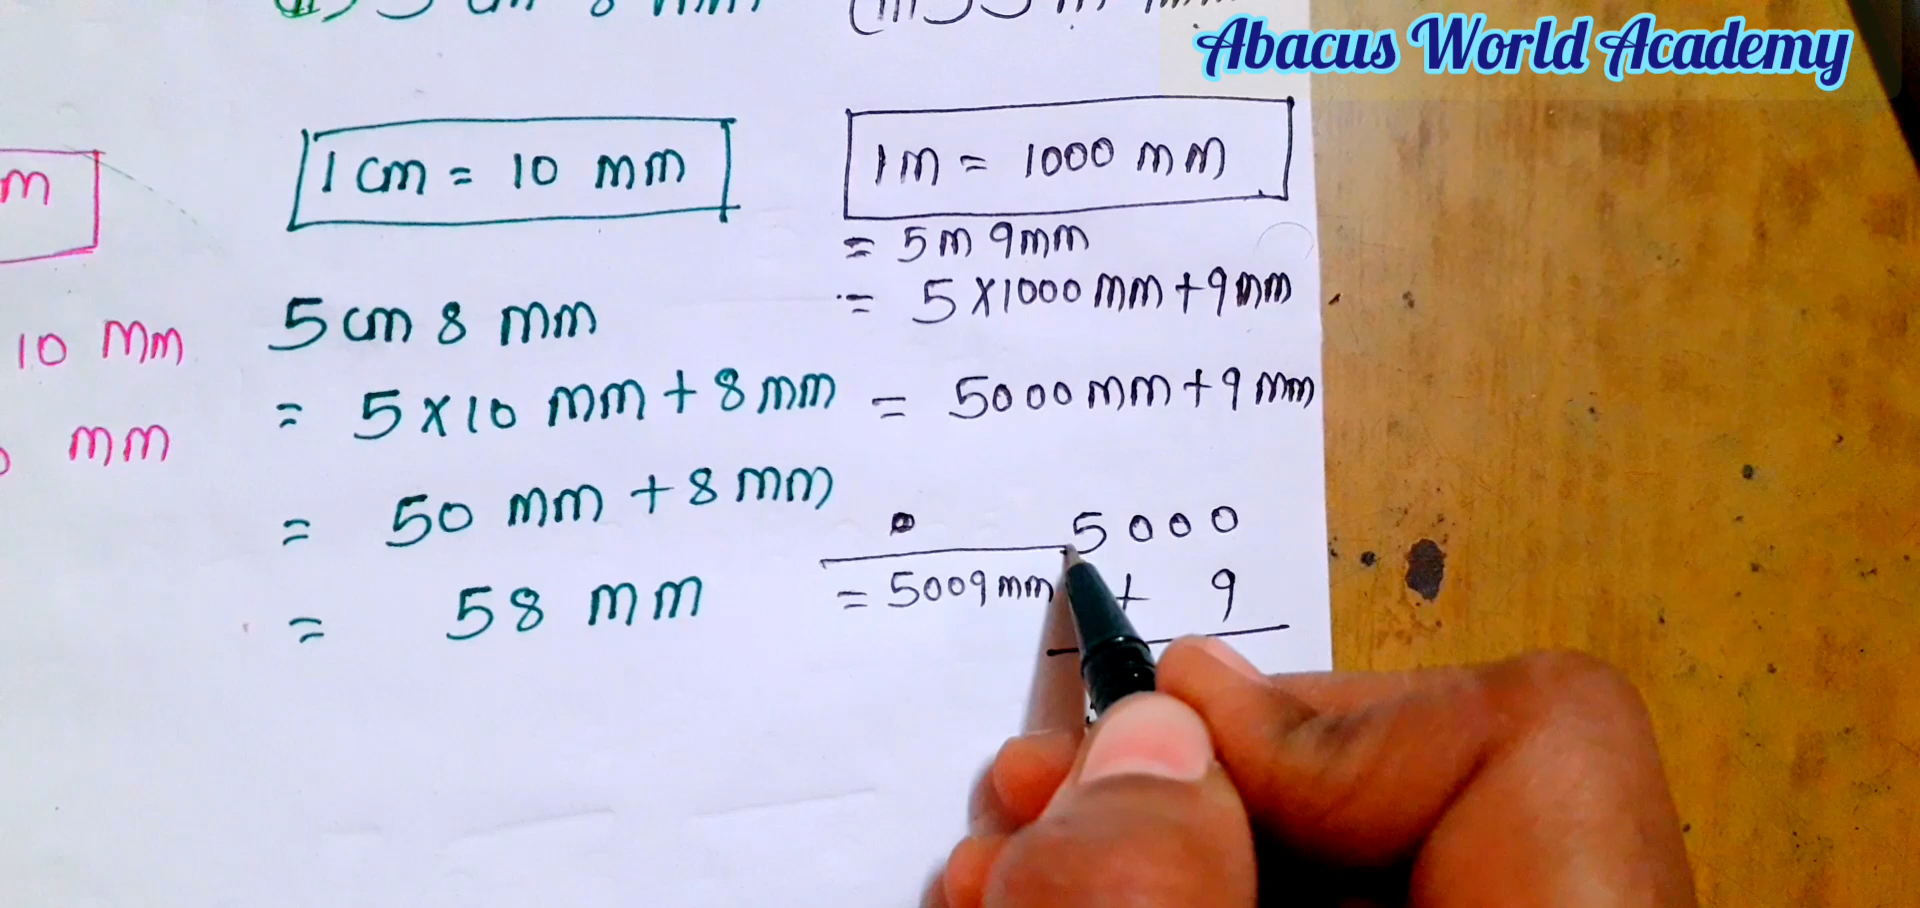 Abacus World Academy
m
10 mm
mm
1 cm = 10 mm
5 cm 8 mm
= 5 × 10 mm + 8 mm
= 50 mm + 8 mm
= 58 mm
1 m = 1000 mm
= 5 m 9 mm
= 5 × 1000 mm + 9 mm
= 5000 mm + 9 mm
= 5009 mm
5000
+ 9